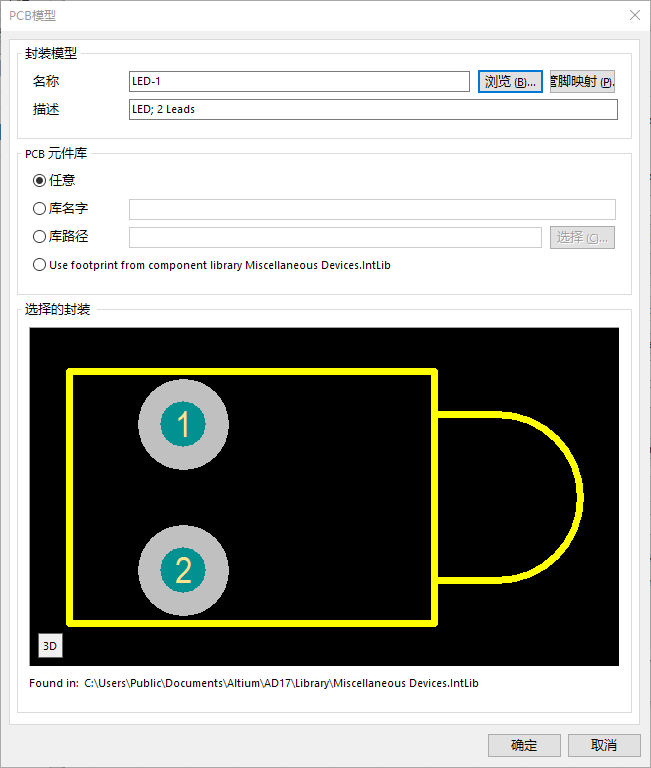 PCB模型
封装模型
名称 LED-1 浏览 (B)... 管脚映射 (P).
描述 LED; 2 Leads
PCB 元件库
任意
库名字
库路径 选择 (C)...
Use footprint from component library Miscellaneous Devices.IntLib
选择的封装
1
2
3D
Found in: C:\Users\Public\Documents\Altium\AD17\Library\Miscellaneous Devices.IntLib
确定 取消